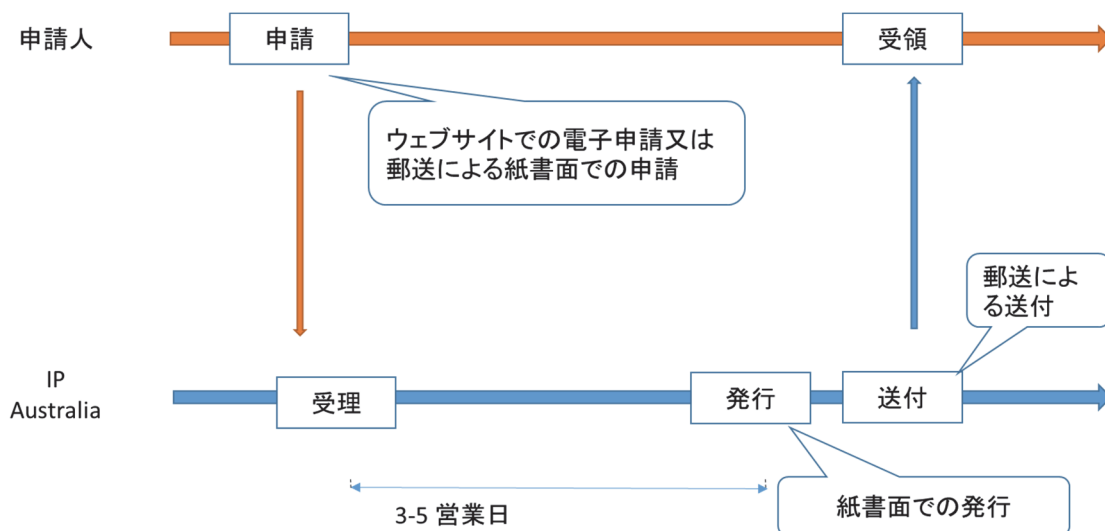 申請人
申請
受領
ウェブサイトでの電子申請又は
郵送による紙書面での申請
郵送によ
る送付
IP
Australia
受理
発行
送付
3-5 営業日
紙書面での発行